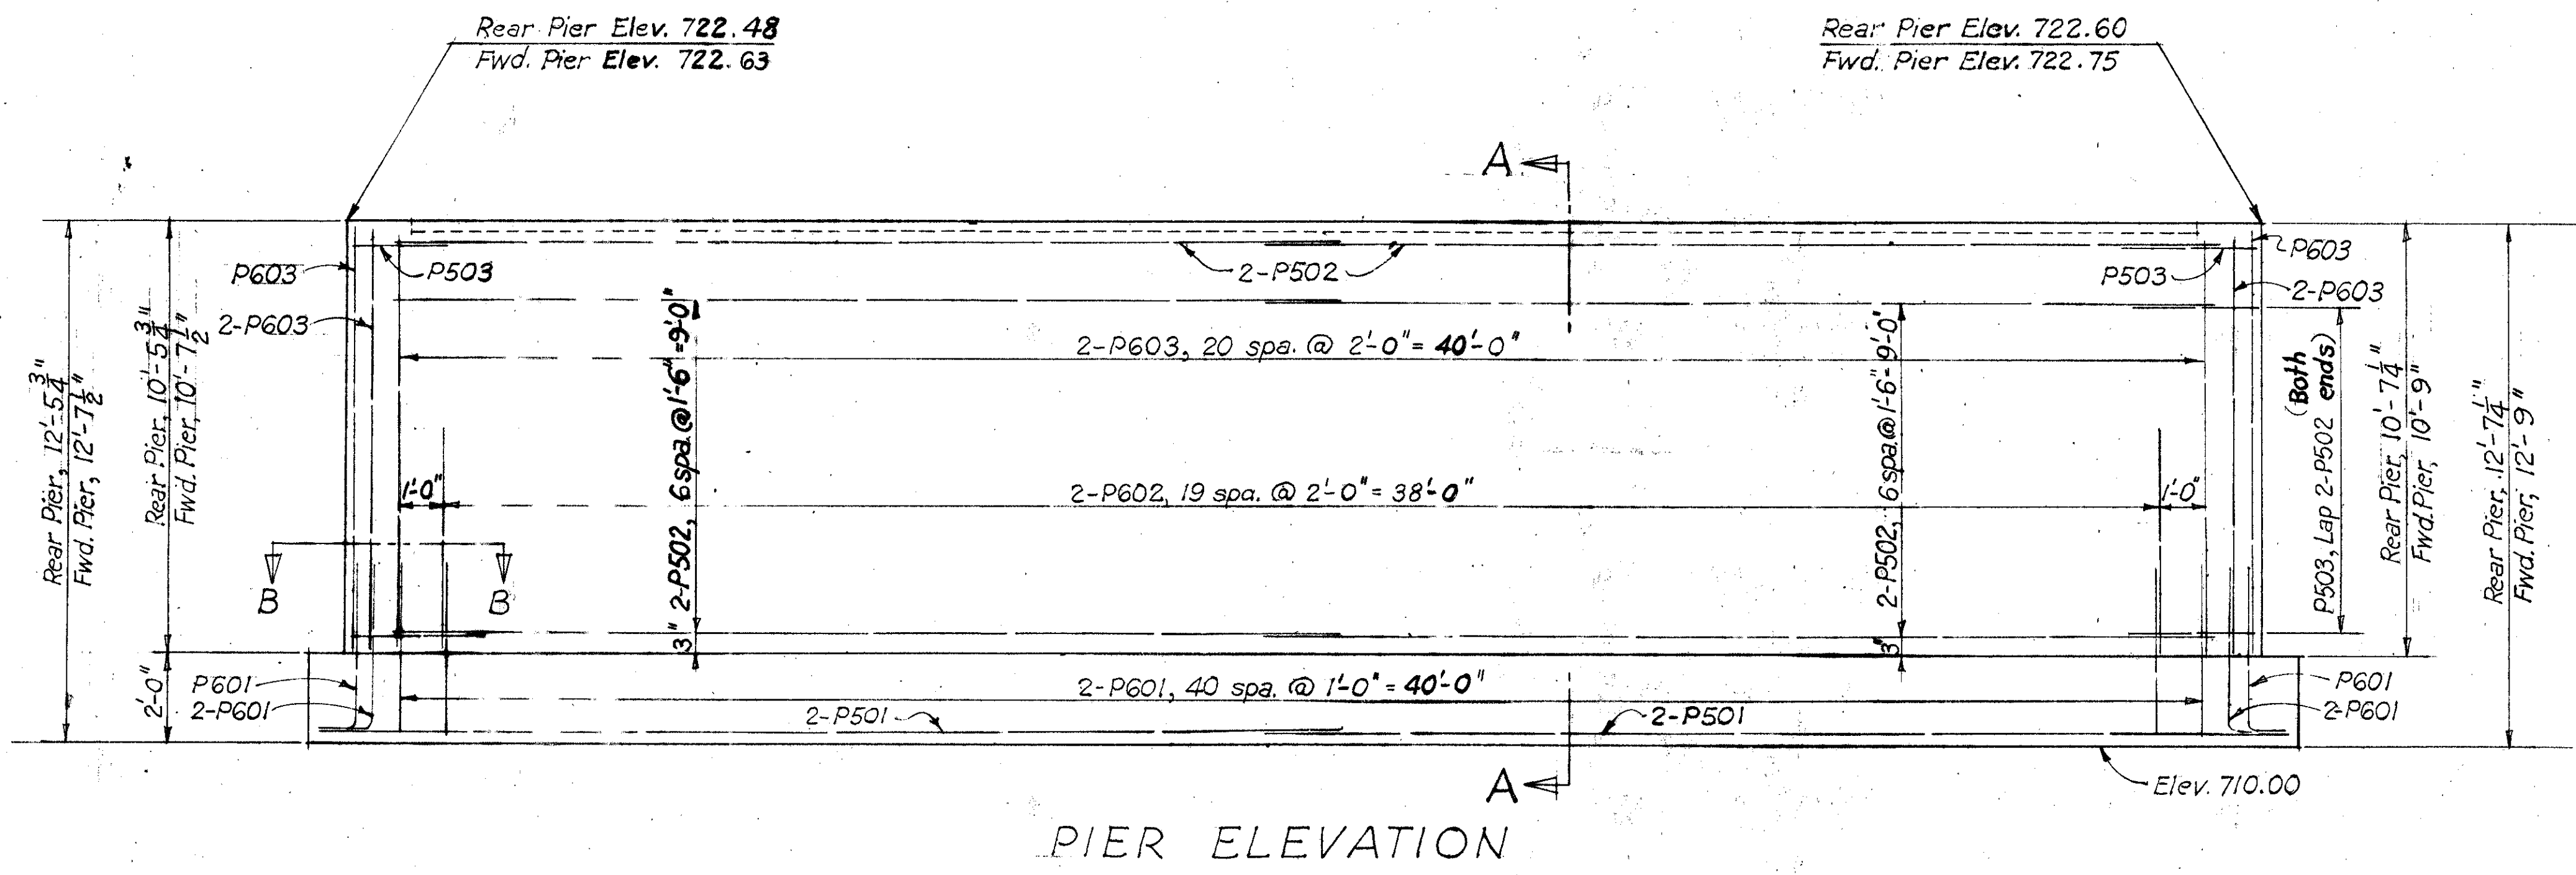 Rear Pier Elev. 722.48
Fwd. Pier Elev. 722.63
Rear Pier Elev. 722.60
Fwd. Pier Elev. 722.75
A
P603
P503
2-P502
P503
P603
2-P603
2-P603
2-P603, 20 spa. @ 2'-0" = 40'-0"
Rear Pier, 12'-5 3/4"
Fwd. Pier, 12'-7 1/2"
Rear Pier, 10'-5 3/4"
Fwd. Pier, 10'-7 1/2"
3" 2-P502, 6 spa. @ 1'-6" = 9'-0"
2-P502, 6 spa @ 1'-6" = 9'-0"
3"
P503, Lap 2-P502 (Both ends)
Rear Pier, 10'-7 1/4"
Fwd. Pier, 10'-9"
Rear Pier, 12'-7 1/4"
Fwd. Pier, 12'-9"
1'-0"
2-P602, 19 spa. @ 2'-0" = 38'-0"
1'-0"
B
B
2'-0"
P601
2-P601
2-P601, 40 spa. @ 1'-0" = 40'-0"
P601
2-P601
2-P501
2-P501
A
Elev. 710.00
PIER ELEVATION